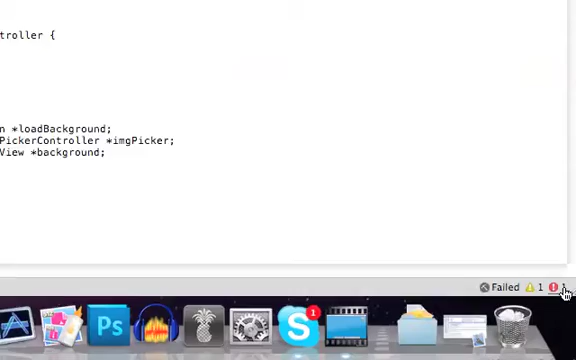 troller {
n *loadBackground;
PickerController *imgPicker;
View *background;
Failed 1
Ps
S 1